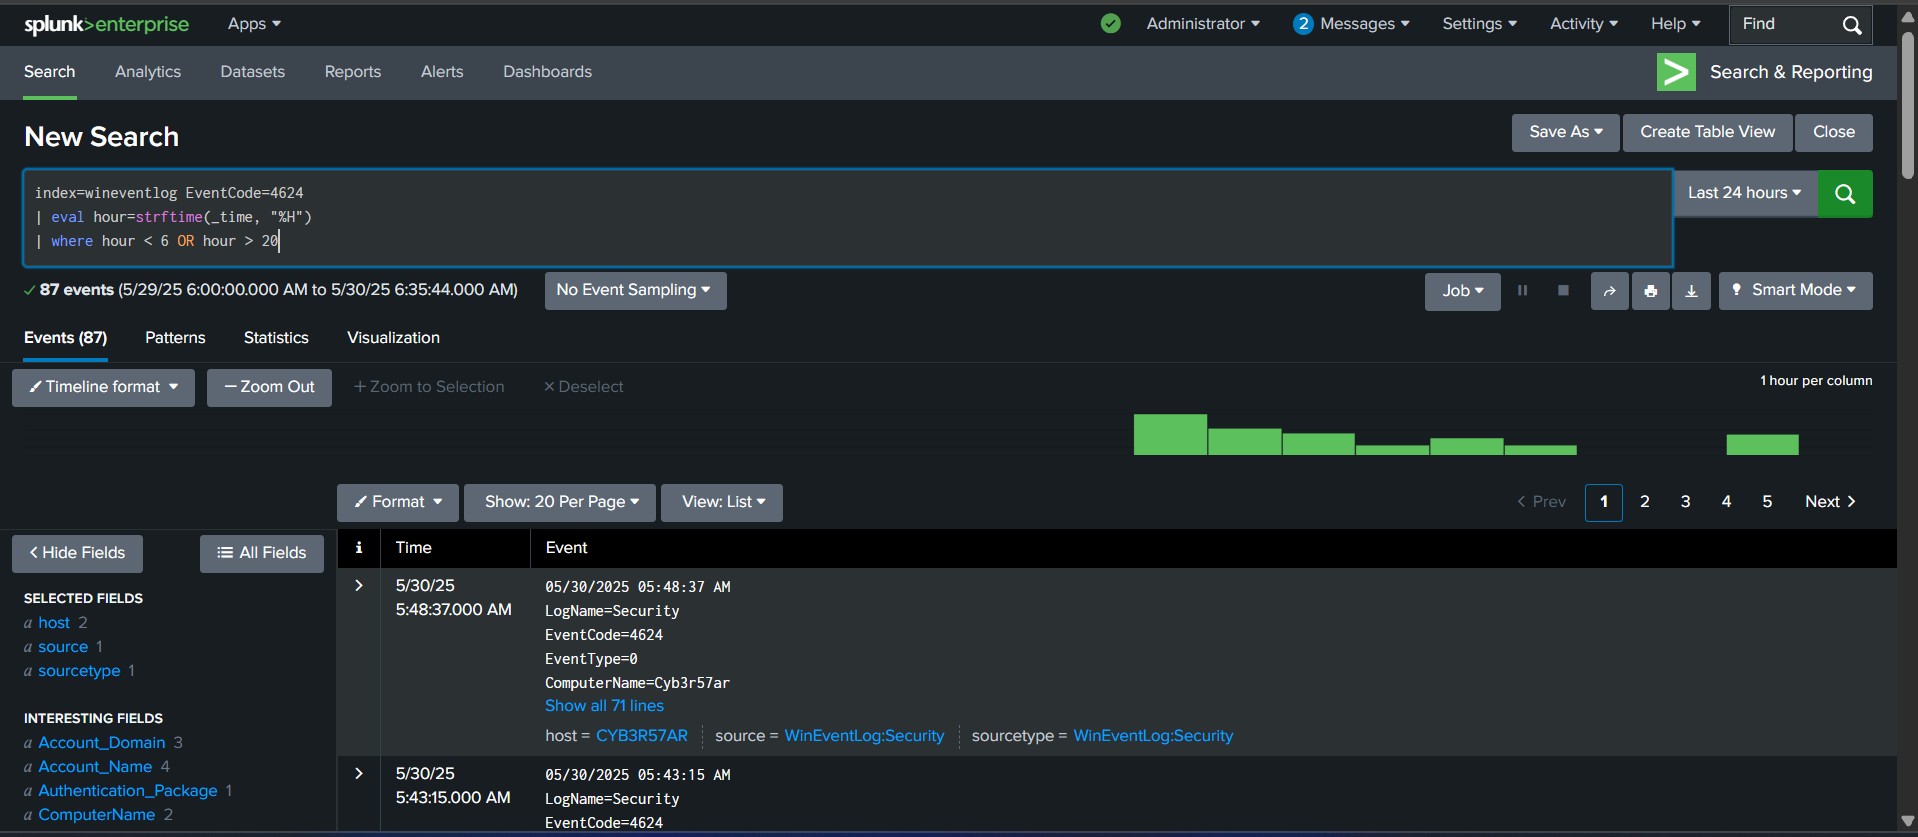 splunk>enterprise Apps Administrator 2 Messages Settings Activity Help Find
Search Analytics Datasets Reports Alerts Dashboards > Search & Reporting
New Search Save As Create Table View Close
index=wineventlog EventCode=4624
| eval hour=strftime(_time, "%H")
| where hour < 6 OR hour > 20
Last 24 hours
87 events (5/29/25 6:00:00.000 AM to 5/30/25 6:35:44.000 AM) No Event Sampling Job Smart Mode
Events (87) Patterns Statistics Visualization
Timeline format — Zoom Out + Zoom to Selection × Deselect 1 hour per column
Format Show: 20 Per Page View: List < Prev 1 2 3 4 5 Next >
< Hide Fields All Fields
SELECTED FIELDS
a host 2
a source 1
a sourcetype 1
INTERESTING FIELDS
a Account_Domain 3
a Account_Name 4
a Authentication_Package 1
a ComputerName 2
i Time Event
> 5/30/25
5:48:37.000 AM
05/30/2025 05:48:37 AM
LogName=Security
EventCode=4624
EventType=0
ComputerName=Cyb3r57ar
Show all 71 lines
host = CYB3R57AR source = WinEventLog:Security sourcetype = WinEventLog:Security
> 5/30/25
5:43:15.000 AM
05/30/2025 05:43:15 AM
LogName=Security
EventCode=4624